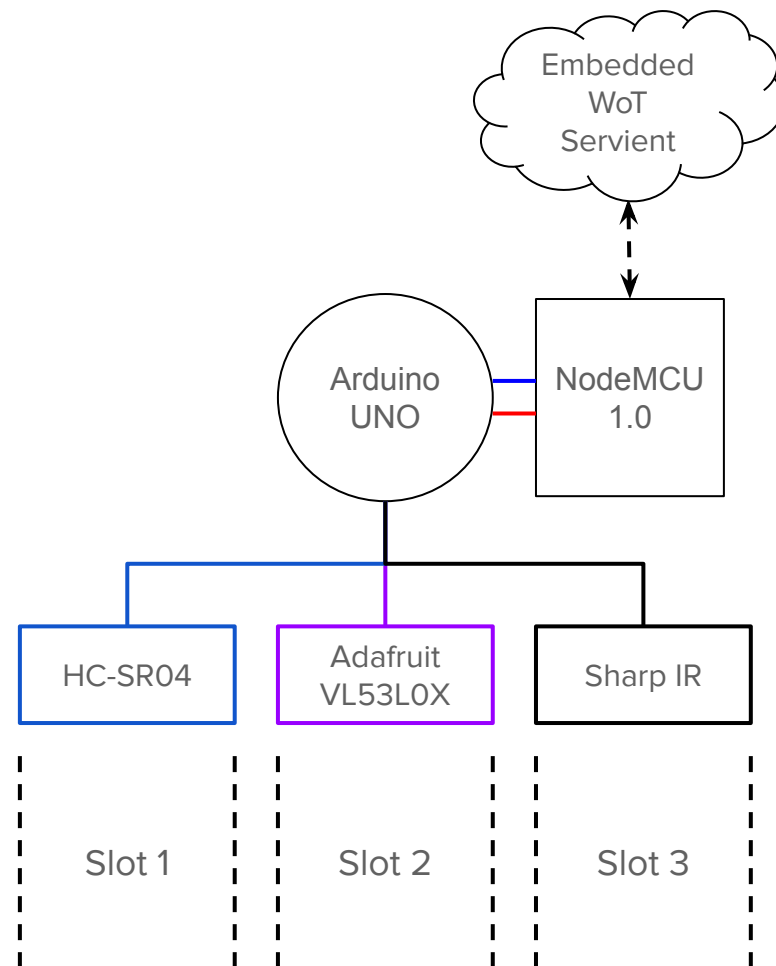 Embedded
WoT
Servient
Arduino
UNO
NodeMCU
1.0
HC-SR04
Adafruit
VL53L0X
Sharp IR
Slot 1
Slot 2
Slot 3